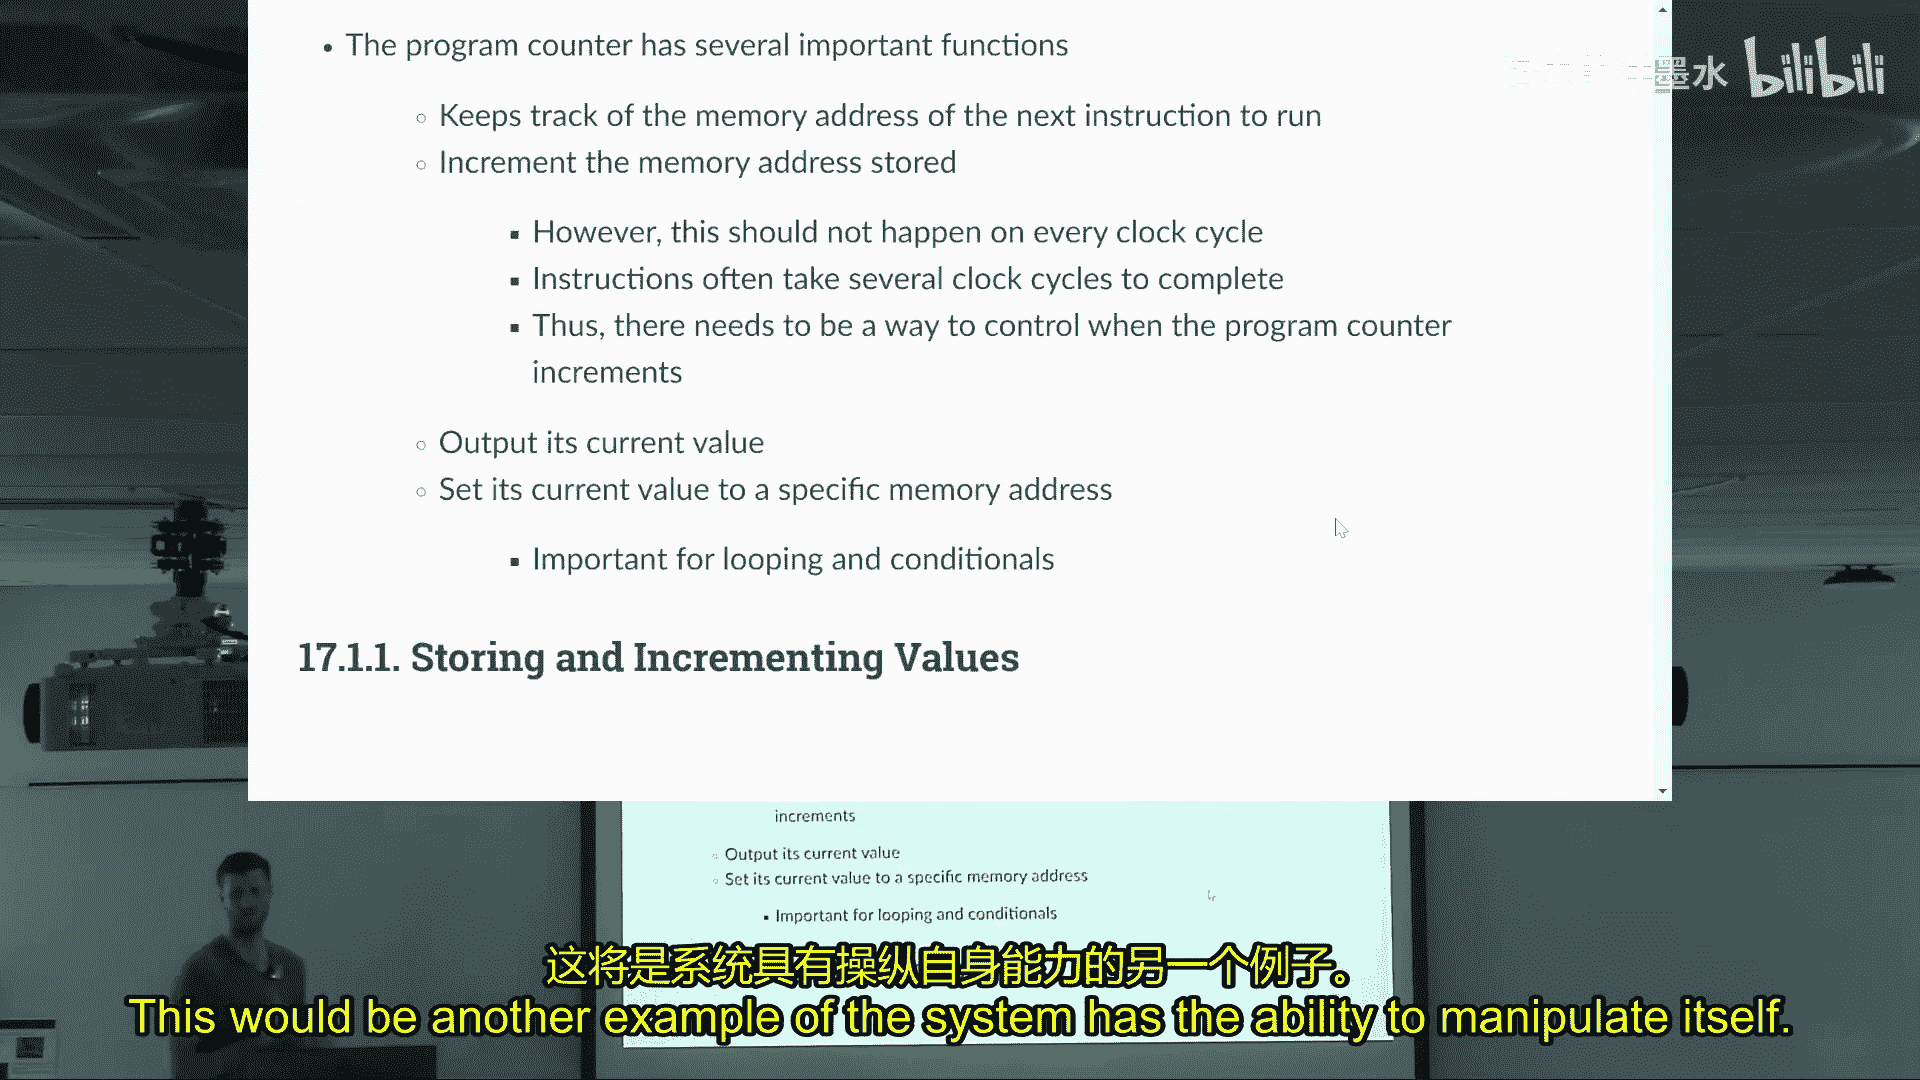 The program counter has several important functions
Keeps track of the memory address of the next instruction to run
Increment the memory address stored
However, this should not happen on every clock cycle
Instructions often take several clock cycles to complete
Thus, there needs to be a way to control when the program counter
increments
Output its current value
Set its current value to a specific memory address
Important for looping and conditionals
17.1.1. Storing and Incrementing Values
墨水 bilibili
increments
Output its current value
Set its current value to a specific memory address
Important for looping and conditionals
这将是系统具有操纵自身能力的另一个例子。
This would be another example of the system has the ability to manipulate itself.